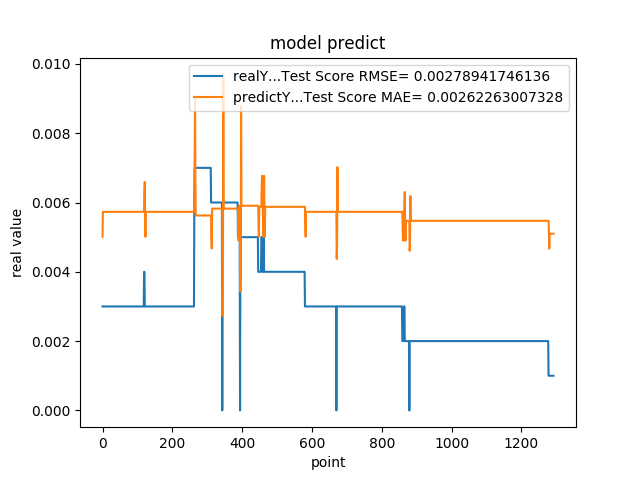 model predict
realY...Test Score RMSE= 0.00278941746136
predictY...Test Score MAE= 0.00262263007328
0.010
0.008
0.006
0.004
0.002
0.000
real value
0 200 400 600 800 1000 1200
point